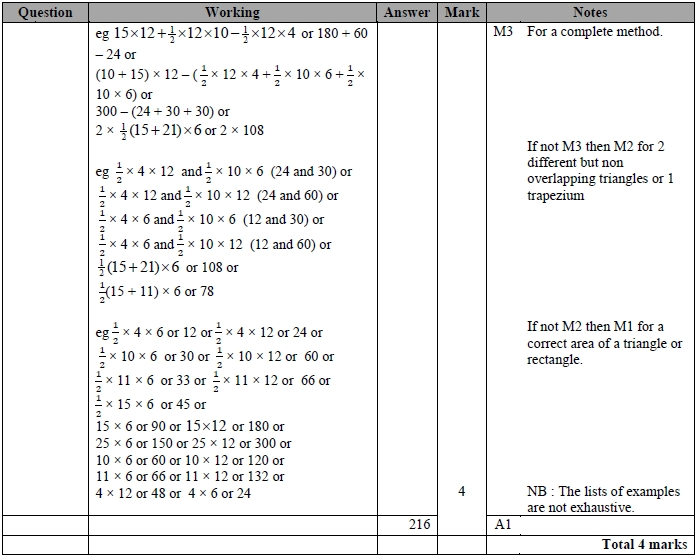 Question Working Answer Mark Notes
eg 15×12 + 1/2 ×12×10 – 1/2 ×12×4 or 180 + 60 M3 For a complete method.
– 24 or
(10 + 15) × 12 – ( 1/2 × 12 × 4 + 1/2 × 10 × 6 + 1/2 ×
10 × 6) or
300 – (24 + 30 + 30) or
2 × 1/2 (15 + 21) × 6 or 2 × 108
If not M3 then M2 for 2
different but non
overlapping triangles or 1
trapezium
eg 1/2 × 4 × 12 and 1/2 × 10 × 6 (24 and 30) or
1/2 × 4 × 12 and 1/2 × 10 × 12 (24 and 60) or
1/2 × 4 × 6 and 1/2 × 10 × 6 (12 and 30) or
1/2 × 4 × 6 and 1/2 × 10 × 12 (12 and 60) or
1/2 (15 + 21) × 6 or 108 or
1/2 (15 + 11) × 6 or 78
If not M2 then M1 for a
correct area of a triangle or
rectangle.
eg 1/2 × 4 × 6 or 12 or 1/2 × 4 × 12 or 24 or
1/2 × 10 × 6 or 30 or 1/2 × 10 × 12 or 60 or
1/2 × 11 × 6 or 33 or 1/2 × 11 × 12 or 66 or
1/2 × 15 × 6 or 45 or
15 × 6 or 90 or 15×12 or 180 or
25 × 6 or 150 or 25 × 12 or 300 or
10 × 6 or 60 or 10 × 12 or 120 or
11 × 6 or 66 or 11 × 12 or 132 or
4 × 12 or 48 or 4 × 6 or 24 4 NB : The lists of examples
are not exhaustive.
216 A1
Total 4 marks